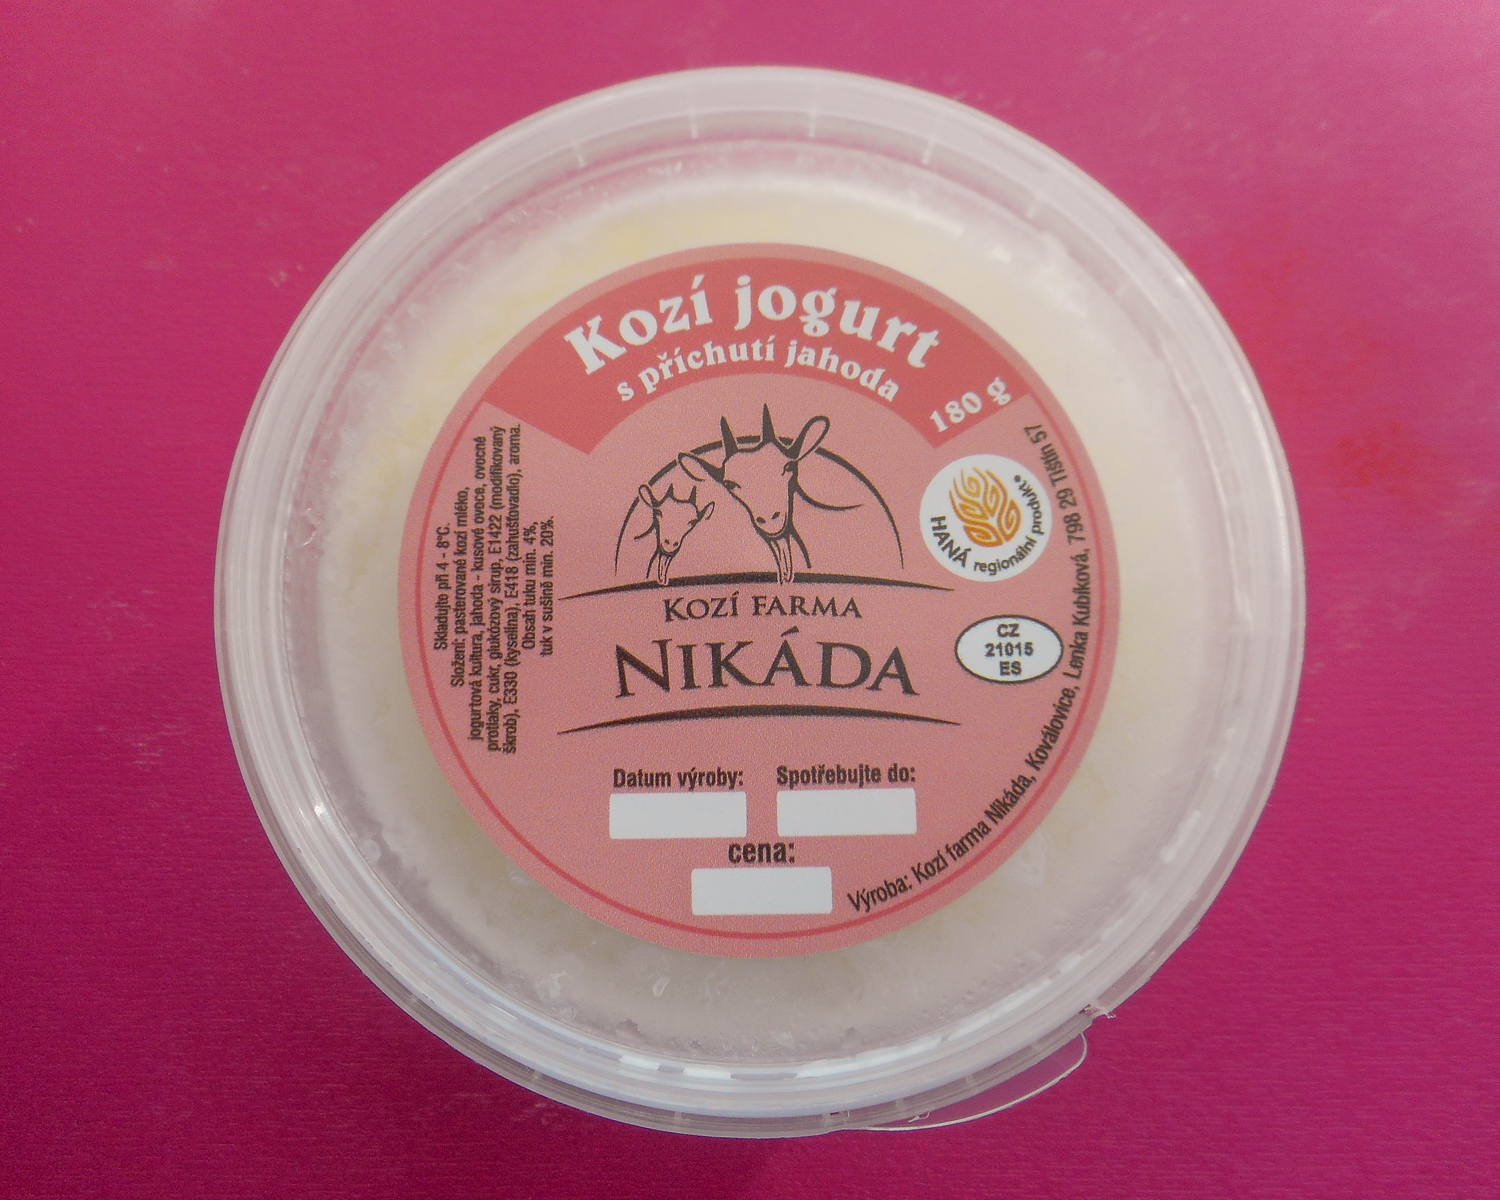 Kozí jogurt
s příchutí jahoda
180 g
Skladujte při 4 - 8°C.
Složení: pasterované kozí mléko,
jogurtová kultura, jahoda - kusové ovoce, ovocné
protlaky, cukr, glukózový sirup, E1422 (modifikovaný
škrob), E330 (kyselina), E418 (zahušťovadlo), aroma.
Obsah tuku min. 4%,
tuk v sušině min. 20%.
HANÁ
regionální produkt®
KOZÍ FARMA
NIKÁDA
CZ
21015
ES
Datum výroby:
Spotřebujte do:
cena:
Výroba: Kozí farma Nikáda, Koválovice, Lenka Kubíková, 798 29 Tištín 57